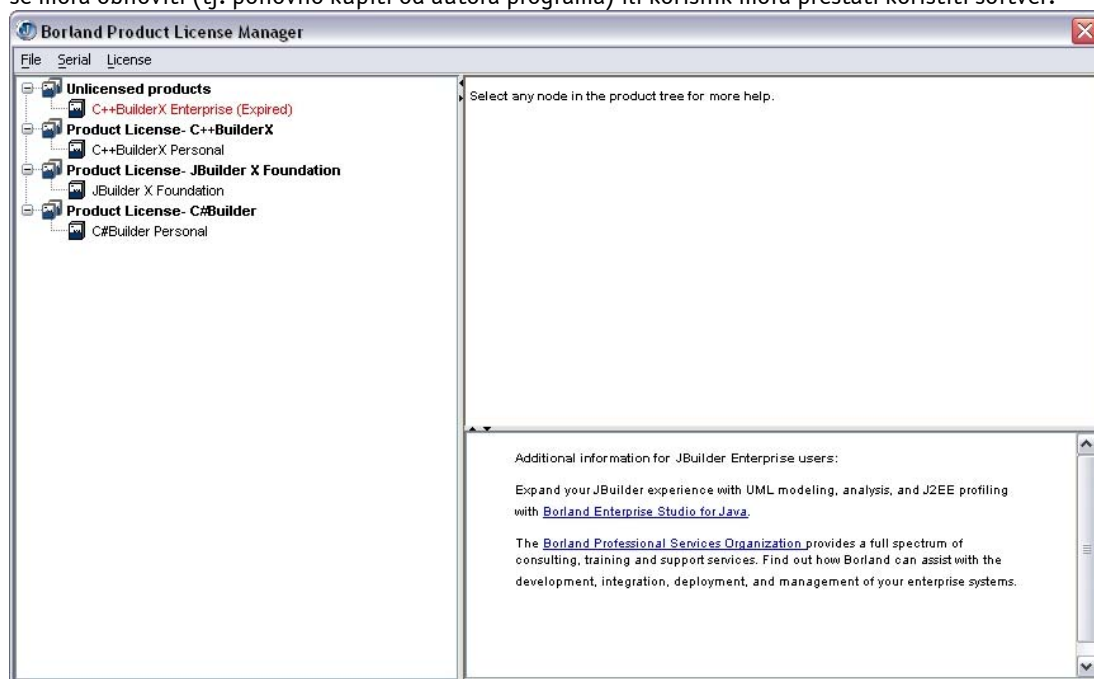 se mora obnoviti (tj. ponovno kupiti od autora programa) ili korisnik mora prestati koristiti softver.
Borland Product License Manager
File Serial License
Unlicensed products
C++BuilderX Enterprise (Expired)
Product License- C++BuilderX
C++BuilderX Personal
Product License- JBuilder X Foundation
JBuilder X Foundation
Product License- C#Builder
C#Builder Personal
Select any node in the product tree for more help.
Additional information for JBuilder Enterprise users:
Expand your JBuilder experience with UML modeling, analysis, and J2EE profiling
with Borland Enterprise Studio for Java.
The Borland Professional Services Organization provides a full spectrum of
consulting, training and support services. Find out how Borland can assist with the
development, integration, deployment, and management of your enterprise systems.